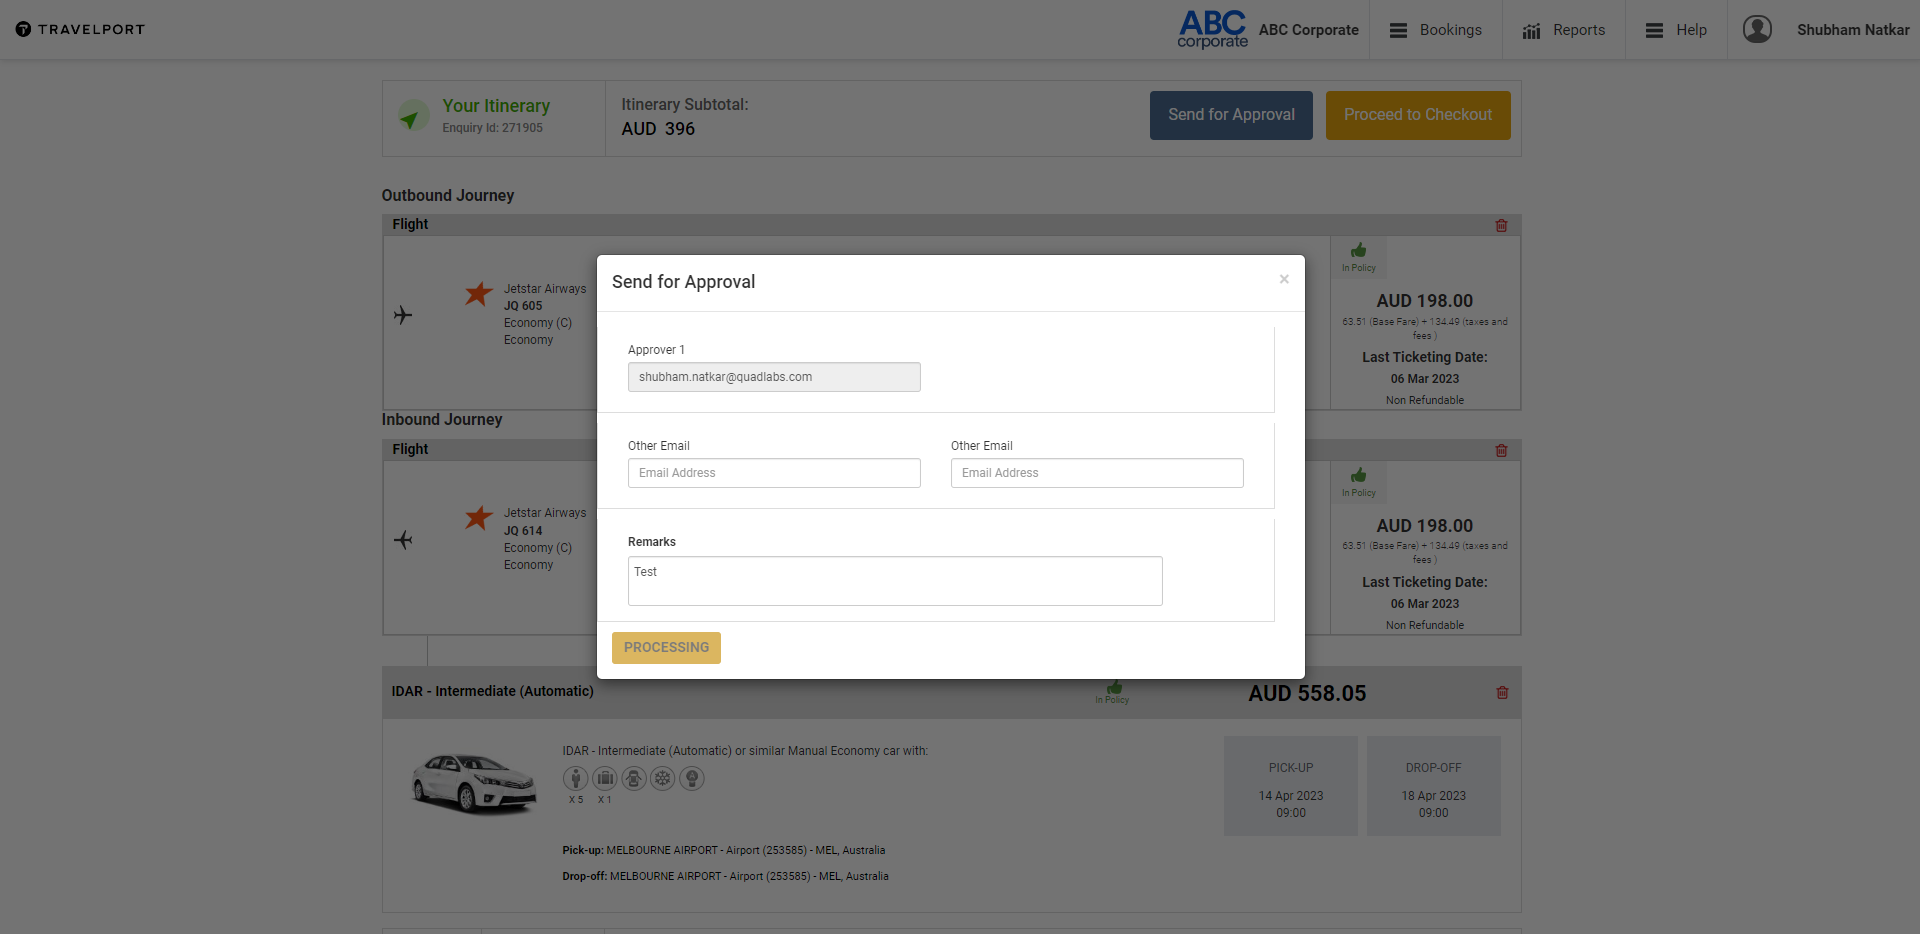 TRAVELPORT
ABC
corporate
ABC Corporate
Bookings
Reports
Help
Shubham Natkar
Your Itinerary
Enquiry Id: 271905
Itinerary Subtotal:
AUD 396
Send for Approval
Proceed to Checkout
Outbound Journey
Flight
Jetstar Airways
JQ 605
Economy (C)
Economy
In Policy
AUD 198.00
63.51 (Base Fare) + 134.49 (taxes and
fees )
Last Ticketing Date:
06 Mar 2023
Non Refundable
Send for Approval
×
Approver 1
shubham.natkar@quadlabs.com
Other Email
Email Address
Other Email
Email Address
Remarks
Test
PROCESSING
Inbound Journey
Flight
Jetstar Airways
JQ 614
Economy (C)
Economy
In Policy
AUD 198.00
63.51 (Base Fare) + 134.49 (taxes and
fees )
Last Ticketing Date:
06 Mar 2023
Non Refundable
IDAR - Intermediate (Automatic)
In Policy
AUD 558.05
IDAR - Intermediate (Automatic) or similar Manual Economy car with:
X 5
X 1
PICK-UP
14 Apr 2023
09:00
DROP-OFF
18 Apr 2023
09:00
Pick-up: MELBOURNE AIRPORT - Airport (253585) - MEL, Australia
Drop-off: MELBOURNE AIRPORT - Airport (253585) - MEL, Australia